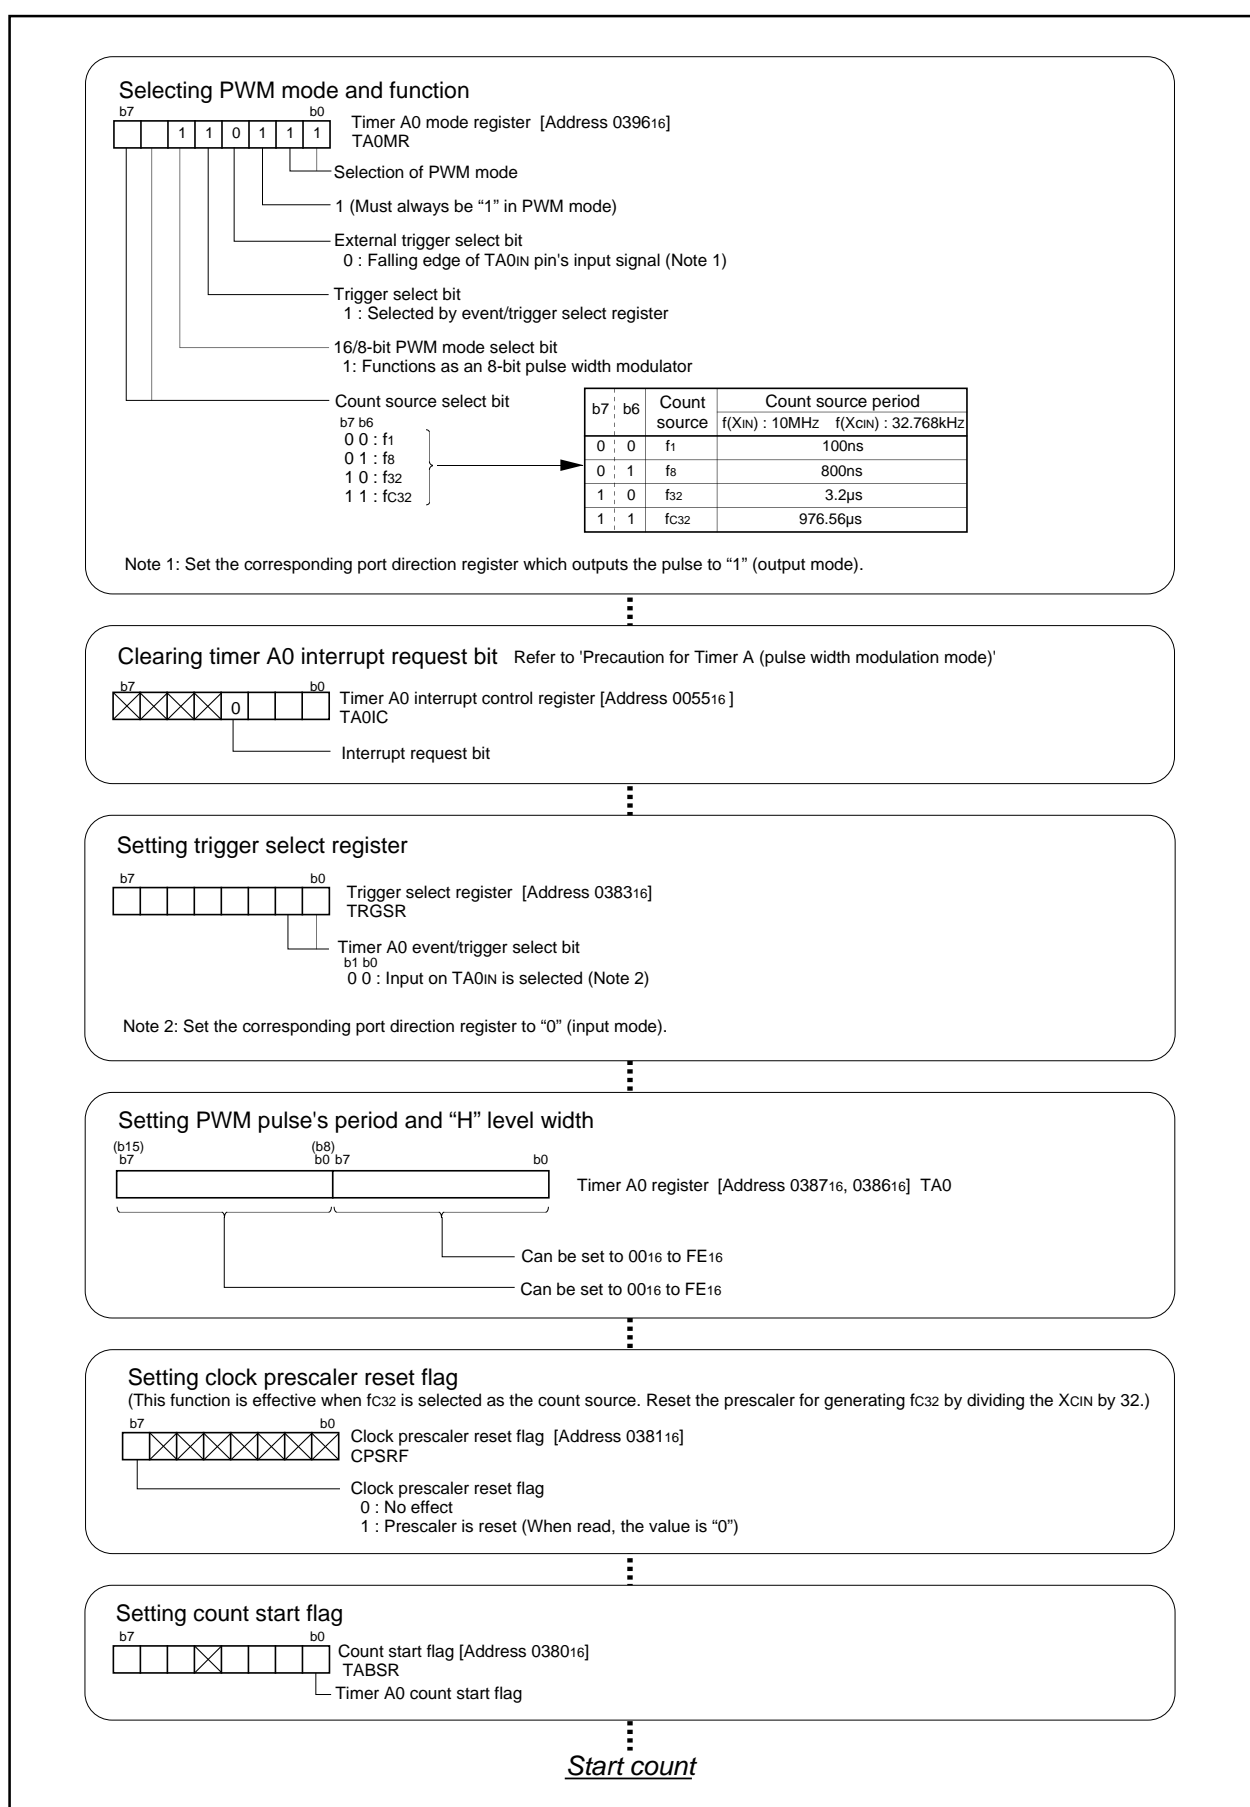 Selecting PWM mode and function
b7 b0
1 1 0 1 1 1
Timer A0 mode register [Address 039616]
TA0MR
Selection of PWM mode
1 (Must always be “1” in PWM mode)
External trigger select bit
0 : Falling edge of TA0IN pin's input signal (Note 1)
Trigger select bit
1 : Selected by event/trigger select register
16/8-bit PWM mode select bit
1: Functions as an 8-bit pulse width modulator
Count source select bit
b7 b6
0 0 : f1
0 1 : f8
1 0 : f32
1 1 : fC32
b7 b6 Count source Count source period
f(XIN) : 10MHZ f(XCIN) : 32.768kHZ
0 0 f1 100ns
0 1 f8 800ns
1 0 f32 3.2µs
1 1 fC32 976.56µs
Note 1: Set the corresponding port direction register which outputs the pulse to “1” (output mode).
Clearing timer A0 interrupt request bit Refer to 'Precaution for Timer A (pulse width modulation mode)'
b7 b0
0
Timer A0 interrupt control register [Address 005516 ]
TA0IC
Interrupt request bit
Setting trigger select register
b7 b0
Trigger select register [Address 038316]
TRGSR
Timer A0 event/trigger select bit
b1 b0
0 0 : Input on TA0IN is selected (Note 2)
Note 2: Set the corresponding port direction register to “0” (input mode).
Setting PWM pulse's period and “H” level width
(b15) (b8)
b7 b0 b7 b0
Timer A0 register [Address 038716, 038616] TA0
Can be set to 0016 to FE16
Can be set to 0016 to FE16
Setting clock prescaler reset flag
(This function is effective when fC32 is selected as the count source. Reset the prescaler for generating fC32 by dividing the XCIN by 32.)
b7 b0
Clock prescaler reset flag [Address 038116]
CPSRF
Clock prescaler reset flag
0 : No effect
1 : Prescaler is reset (When read, the value is “0”)
Setting count start flag
b7 b0
Count start flag [Address 038016]
TABSR
Timer A0 count start flag
Start count